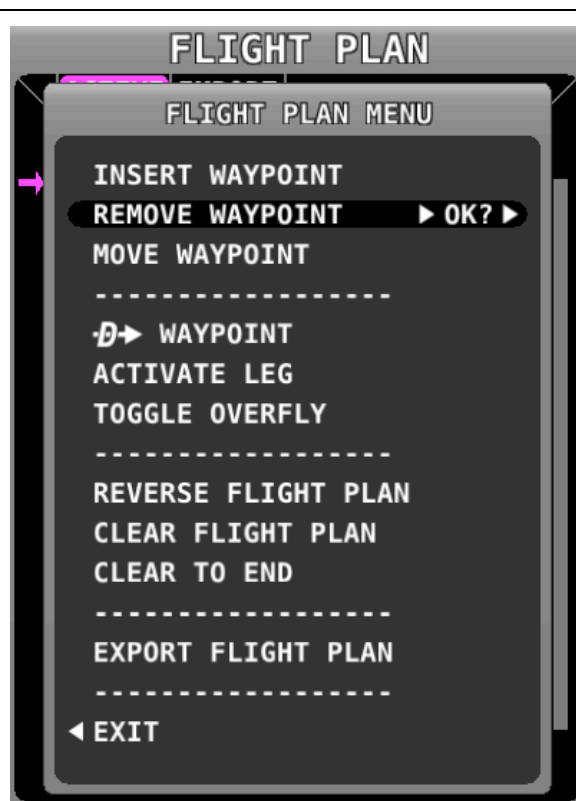 FLIGHT PLAN
FLIGHT PLAN MENU
INSERT WAYPOINT
REMOVE WAYPOINT ▶ OK? ▶
MOVE WAYPOINT
-------------------
D➔ WAYPOINT
ACTIVATE LEG
TOGGLE OVERFLY
-------------------
REVERSE FLIGHT PLAN
CLEAR FLIGHT PLAN
CLEAR TO END
-------------------
EXPORT FLIGHT PLAN
-------------------
◀ EXIT